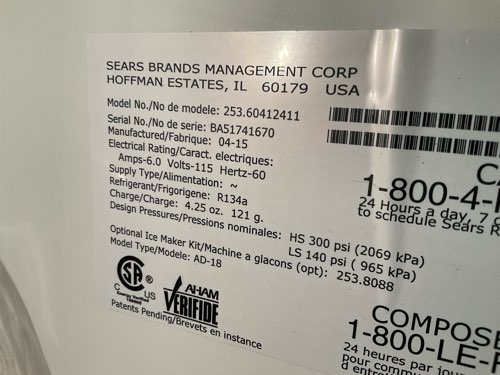 SEARS BRANDS MANAGEMENT CORP
HOFFMAN ESTATES, IL 60179 USA
Model No./No de modele: 253.60412411
Serial No./No de serie: BA51741670
Manufactured/Fabrique: 04-15
Electrical Rating/Caract. electriques:
Amps-6.0 Volts-115 Hertz-60
Supply Type/Alimentation: ~
Refrigerant/Frigorigene: R134a
Charge/Charge: 4.25 oz. 121 g.
Design Pressures/Pressions nominales: HS 300 psi (2069 kPa)
LS 140 psi ( 965 kPa)
Optional Ice Maker Kit/Machine a glacons (opt): 253.8088
Model Type/Modele: AD-18
CSA
C US
Energy Verified
AHAM
VERIFIDE
Patents Pending/Brevets en instance
1-800-4-
24 Hours a day, 7
to schedule Sears
COMPOSE
1-800-LE-
24 heures par jour
pour
d